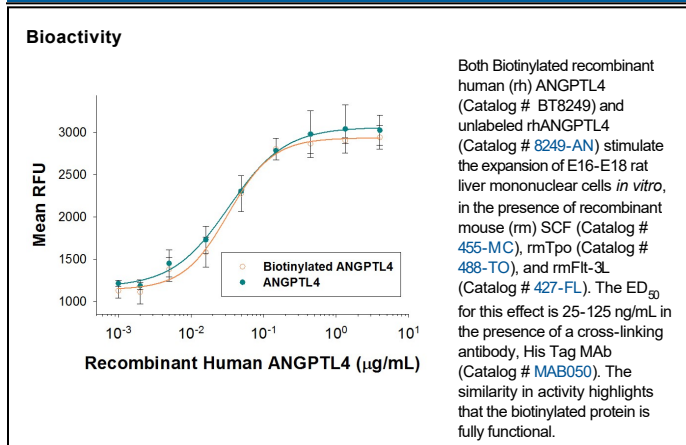 Bioactivity
Mean RFU
3000
2500
2000
1500
1000
Biotinylated ANGPTL4
ANGPTL4
10⁻³
10⁻²
10⁻¹
10⁰
10¹
Recombinant Human ANGPTL4 (µg/mL)
Both Biotinylated recombinant
human (rh) ANGPTL4
(Catalog # BT8249) and
unlabeled rhANGPTL4
(Catalog # 8249-AN) stimulate
the expansion of E16-E18 rat
liver mononuclear cells in vitro,
in the presence of recombinant
mouse (rm) SCF (Catalog #
455-MC), rmTpo (Catalog #
488-TO), and rmFlt-3L
(Catalog # 427-FL). The ED₅₀
for this effect is 25-125 ng/mL in
the presence of a cross-linking
antibody, His Tag MAb
(Catalog # MAB050). The
similarity in activity highlights
that the biotinylated protein is
fully functional.